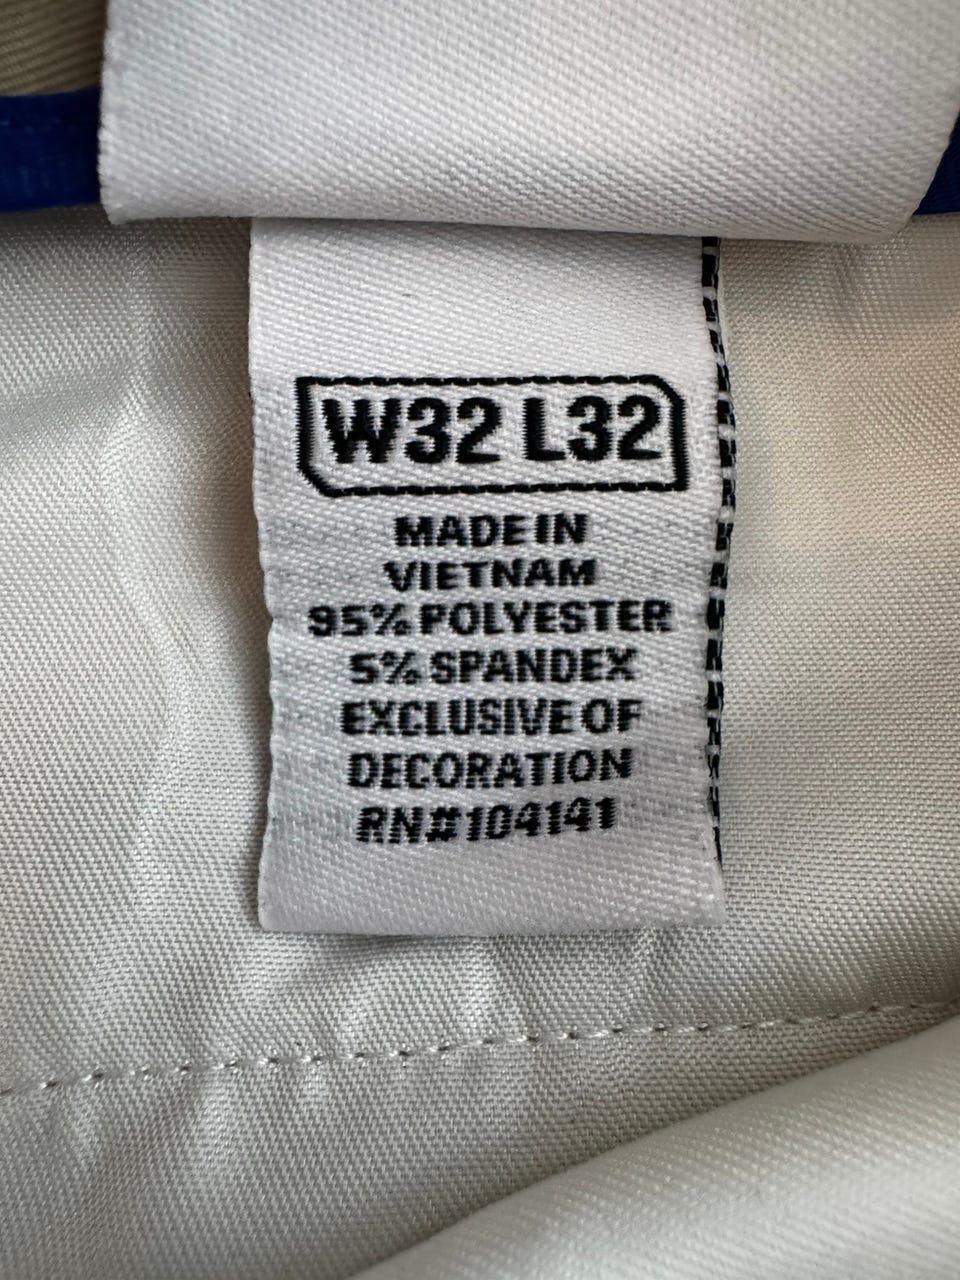 W32 L32
MADE IN
VIETNAM
95% POLYESTER
5% SPANDEX
EXCLUSIVE OF
DECORATION
RN#104141